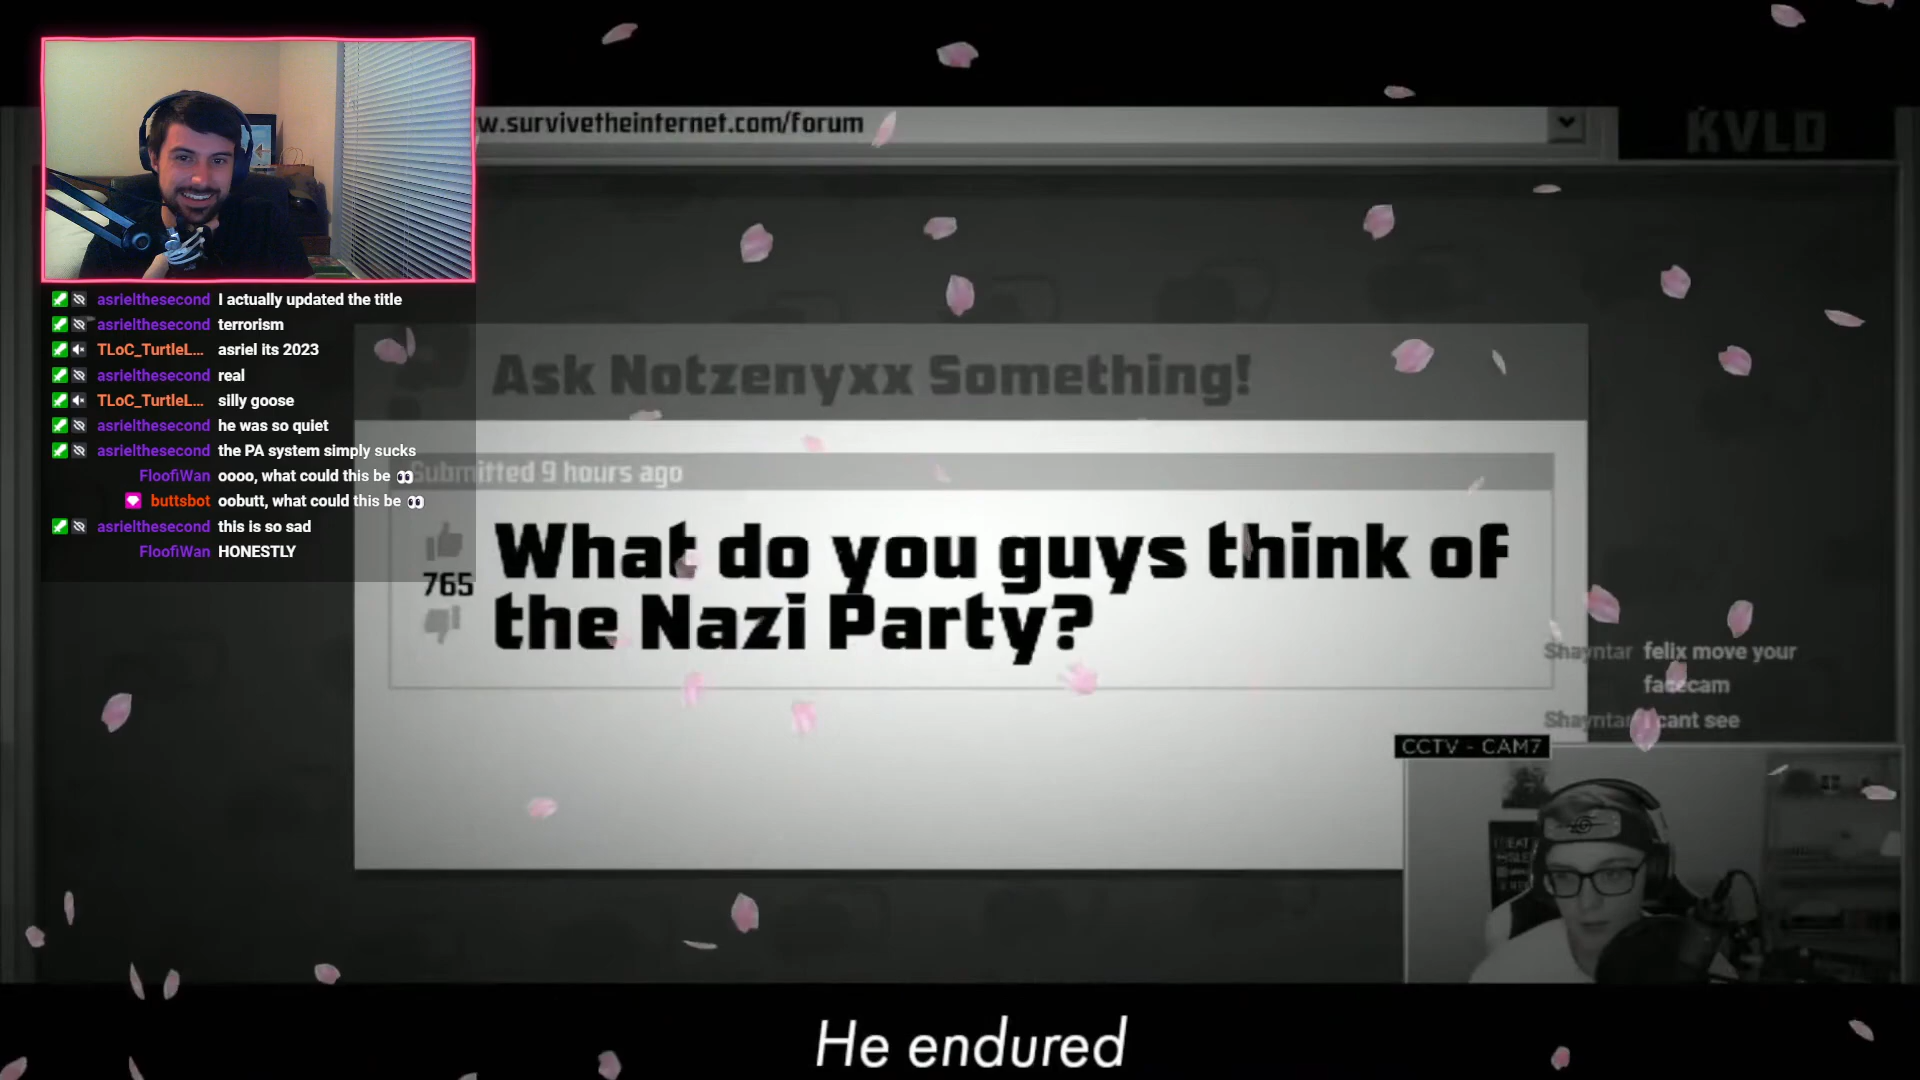 w.survivetheinternet.com/forum
KVLD
asrielthesecond I actually updated the title
asrielthesecond terrorism
TLoC_TurtleL... asriel its 2023
asrielthesecond real
TLoC_TurtleL... silly goose
asrielthesecond he was so quiet
asrielthesecond the PA system simply sucks
FloofiWan oooo, what could this be 👀
buttsbot oobutt, what could this be 👀
asrielthesecond this is so sad
FloofiWan HONESTLY
Ask Notzenyxx Something!
Submitted 9 hours ago
765
What do you guys think of
the Nazi Party?
Shayntar felix move your
facecam
Shayntar i cant see
CCTV - CAM7
He endured